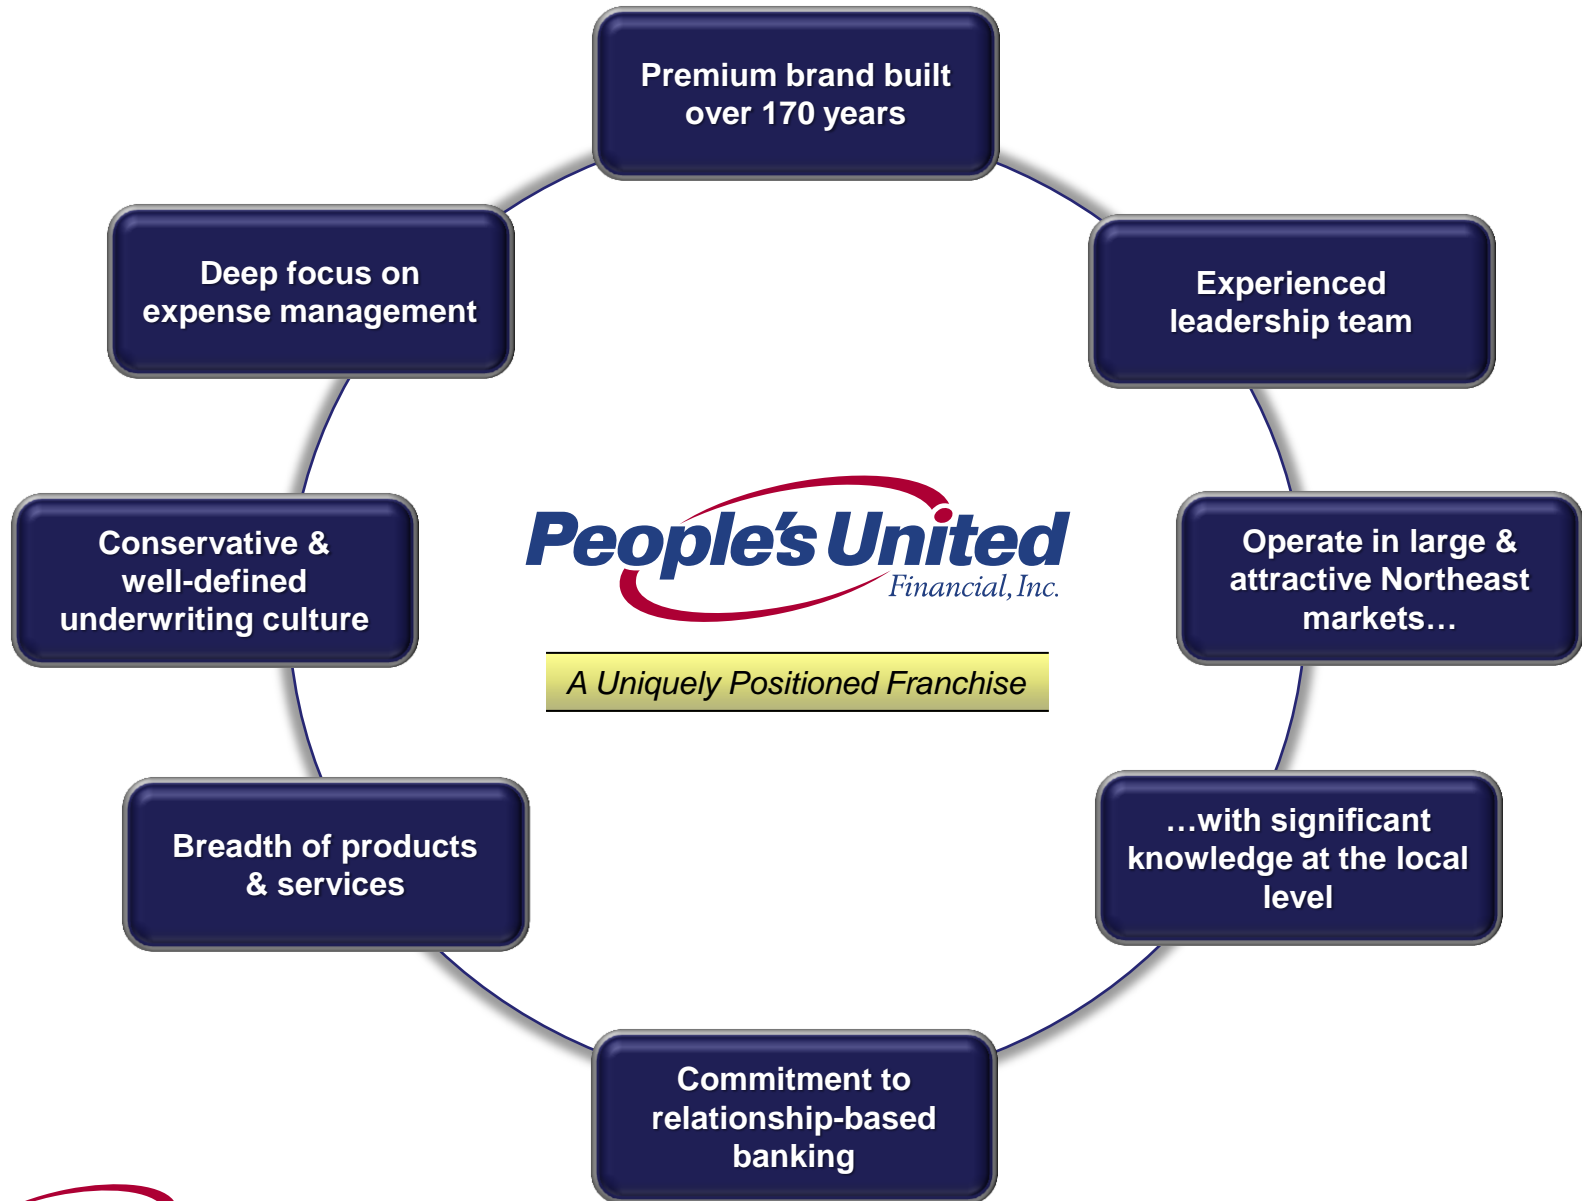 Premium brand built
over 170 years
Experienced
leadership team
Operate in large &
attractive Northeast
markets…
…with significant
knowledge at the local
level
Commitment to
relationship-based
banking
Breadth of products
& services
Conservative &
well-defined
underwriting culture
Deep focus on
expense management
People's United
Financial, Inc.
A Uniquely Positioned Franchise